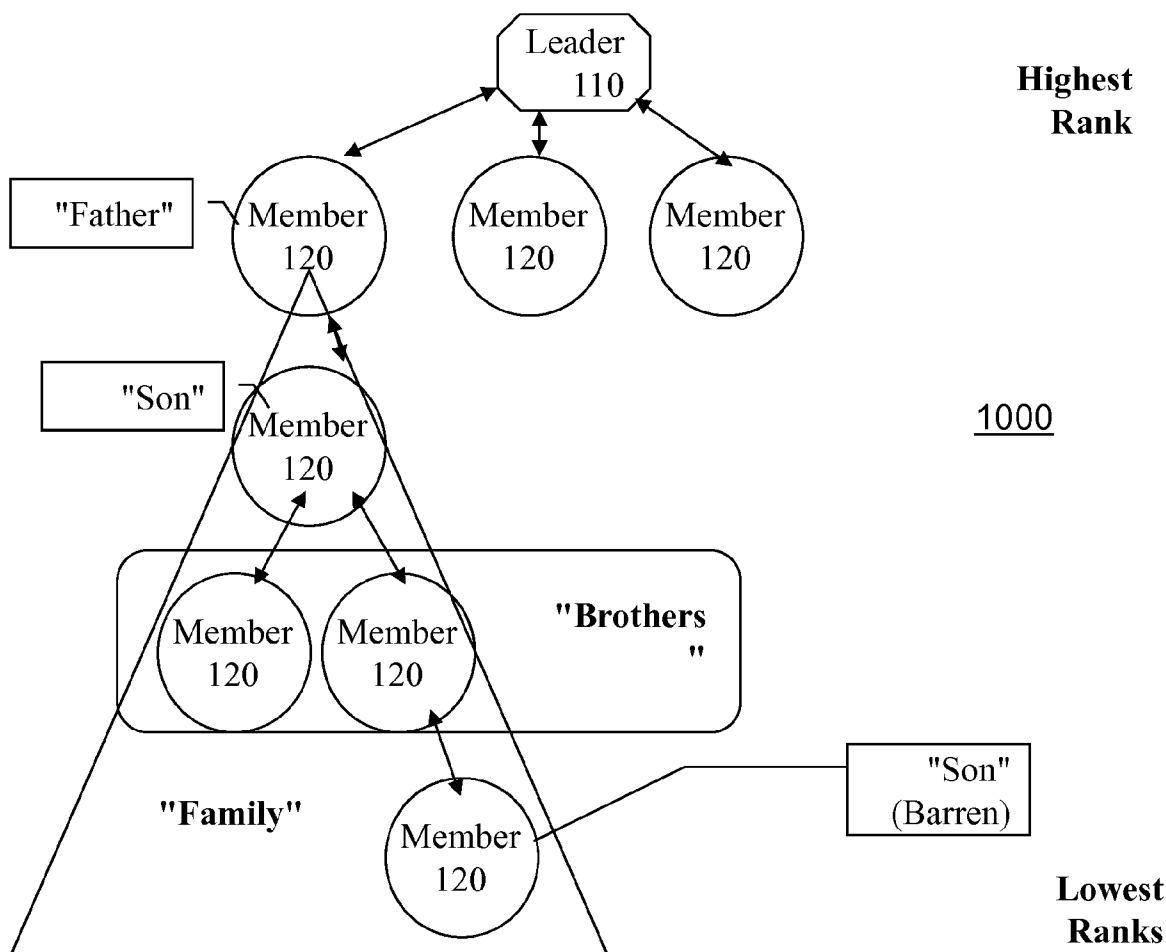 Leader
110
Highest
Rank
"Father"
Member
120
Member
120
Member
120
"Son"
Member
120
1000
Member
120
Member
120
"Brothers
"
"Family"
Member
120
"Son"
(Barren)
Lowest
Ranks